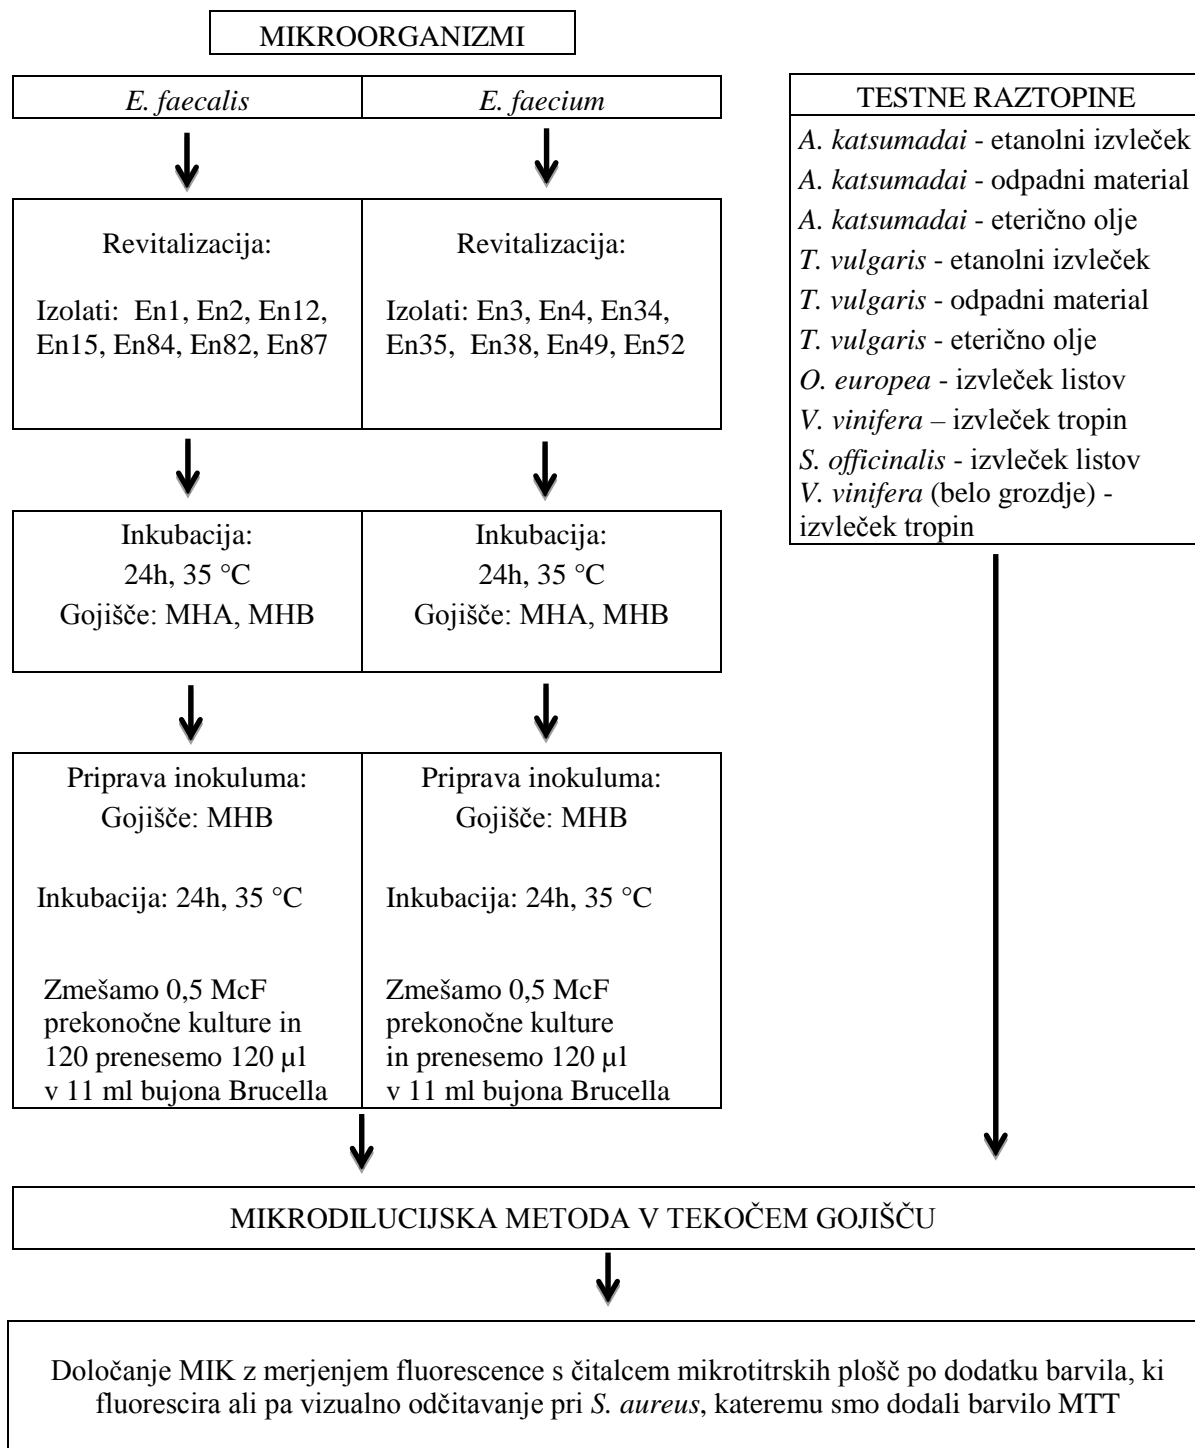 MIKROORGANIZMI
E. faecalis
E. faecium
Revitalizacija:
Izolati: En1, En2, En12,
En15, En84, En82, En87
Revitalizacija:
Izolati: En3, En4, En34,
En35, En38, En49, En52
Inkubacija:
24h, 35 °C
Gojišče: MHA, MHB
Inkubacija:
24h, 35 °C
Gojišče: MHA, MHB
Priprava inokuluma:
Gojišče: MHB
Inkubacija: 24h, 35 °C
Zmešamo 0,5 McF
prekonočne kulture in
120 prenesemo 120 µl
v 11 ml bujona Brucella
Priprava inokuluma:
Gojišče: MHB
Inkubacija: 24h, 35 °C
Zmešamo 0,5 McF
prekonočne kulture
in prenesemo 120 µl
v 11 ml bujona Brucella
TESTNE RAZTOPINE
A. katsumadai - etanolni izvleček
A. katsumadai - odpadni material
A. katsumadai - eterično olje
T. vulgaris - etanolni izvleček
T. vulgaris - odpadni material
T. vulgaris - eterično olje
O. europea - izvleček listov
V. vinifera – izvleček tropin
S. officinalis - izvleček listov
V. vinifera (belo grozdje) -
izvleček tropin
MIKRODILUCIJSKA METODA V TEKOČEM GOJIŠČU
Določanje MIK z merjenjem fluorescence s čitalcem mikrotitrskih plošč po dodatku barvila, ki
fluorescira ali pa vizualno odčitavanje pri S. aureus, kateremu smo dodali barvilo MTT